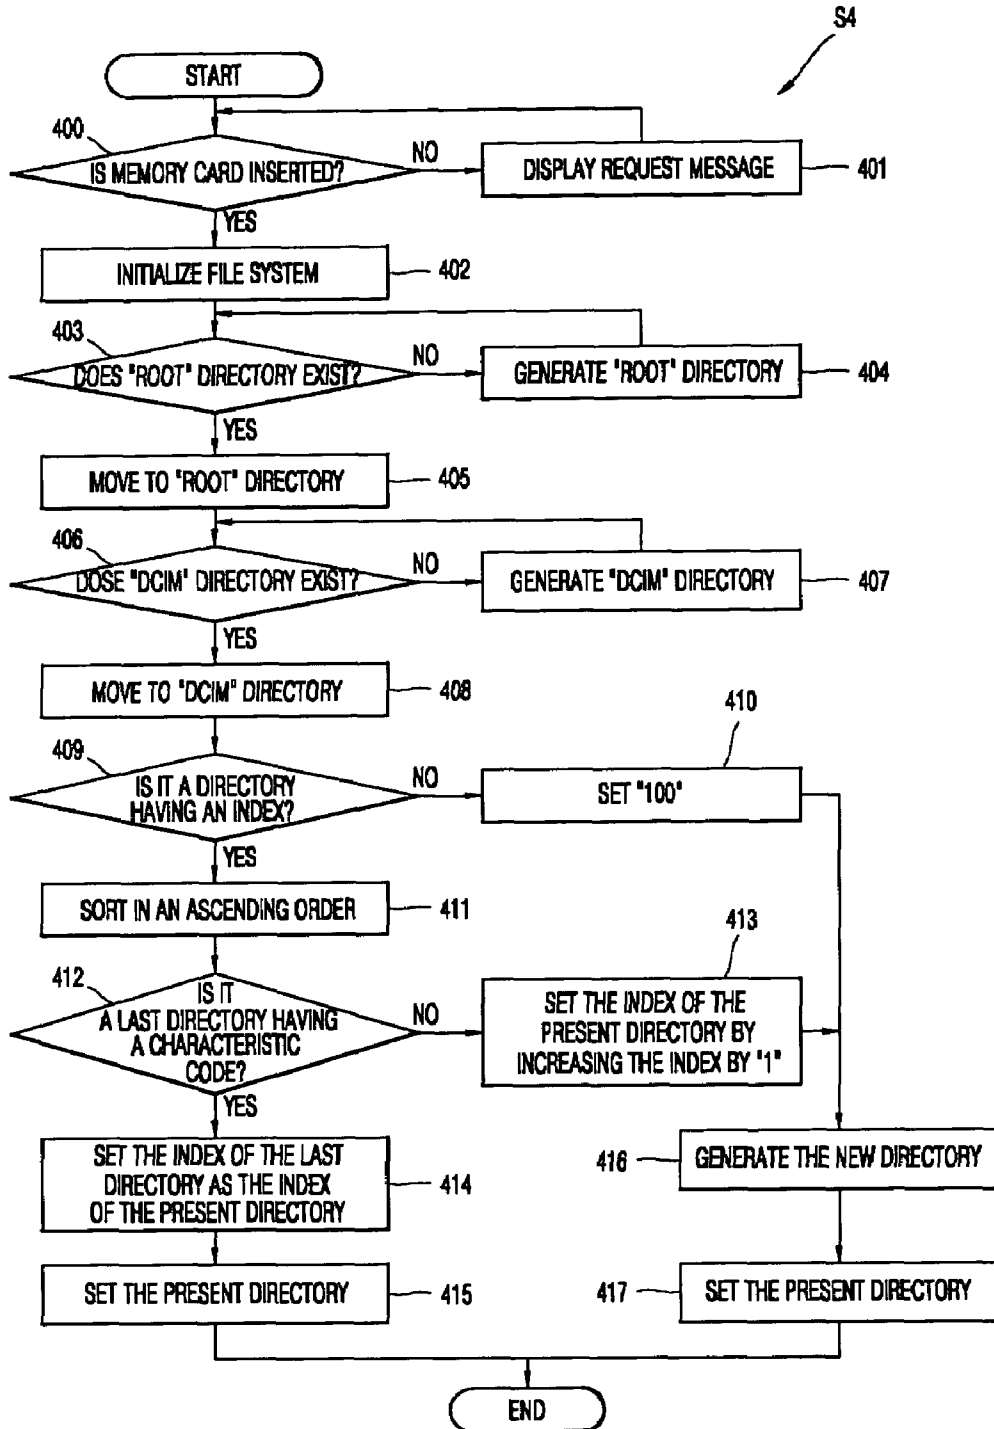 S4
START
400
IS MEMORY CARD INSERTED?
NO
DISPLAY REQUEST MESSAGE
401
YES
INITIALIZE FILE SYSTEM
402
403
DOES "ROOT" DIRECTORY EXIST?
NO
GENERATE "ROOT" DIRECTORY
404
YES
MOVE TO "ROOT" DIRECTORY
405
406
DOSE "DCIM" DIRECTORY EXIST?
NO
GENERATE "DCIM" DIRECTORY
407
YES
MOVE TO "DCIM" DIRECTORY
408
409
IS IT A DIRECTORY
HAVING AN INDEX?
NO
410
SET "100"
YES
SORT IN AN ASCENDING ORDER
411
412
IS IT
A LAST DIRECTORY HAVING
A CHARACTERISTIC
CODE?
NO
413
SET THE INDEX OF THE
PRESENT DIRECTORY BY
INCREASING THE INDEX BY "1"
YES
SET THE INDEX OF THE LAST
DIRECTORY AS THE INDEX
OF THE PRESENT DIRECTORY
414
416
GENERATE THE NEW DIRECTORY
SET THE PRESENT DIRECTORY
415
417
SET THE PRESENT DIRECTORY
END